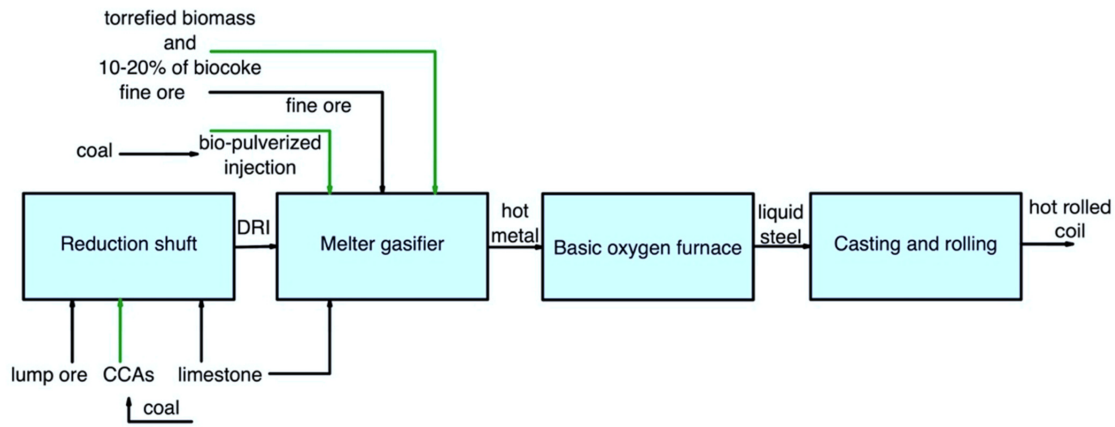 torrefied biomass
and
10-20% of biocoke
fine ore
fine ore
coal
bio-pulverized
injection
Reduction shuft
DRI
Melter gasifier
hot
metal
Basic oxygen furnace
liquid
steel
Casting and rolling
hot rolled
coil
lump ore
CCAs
limestone
coal